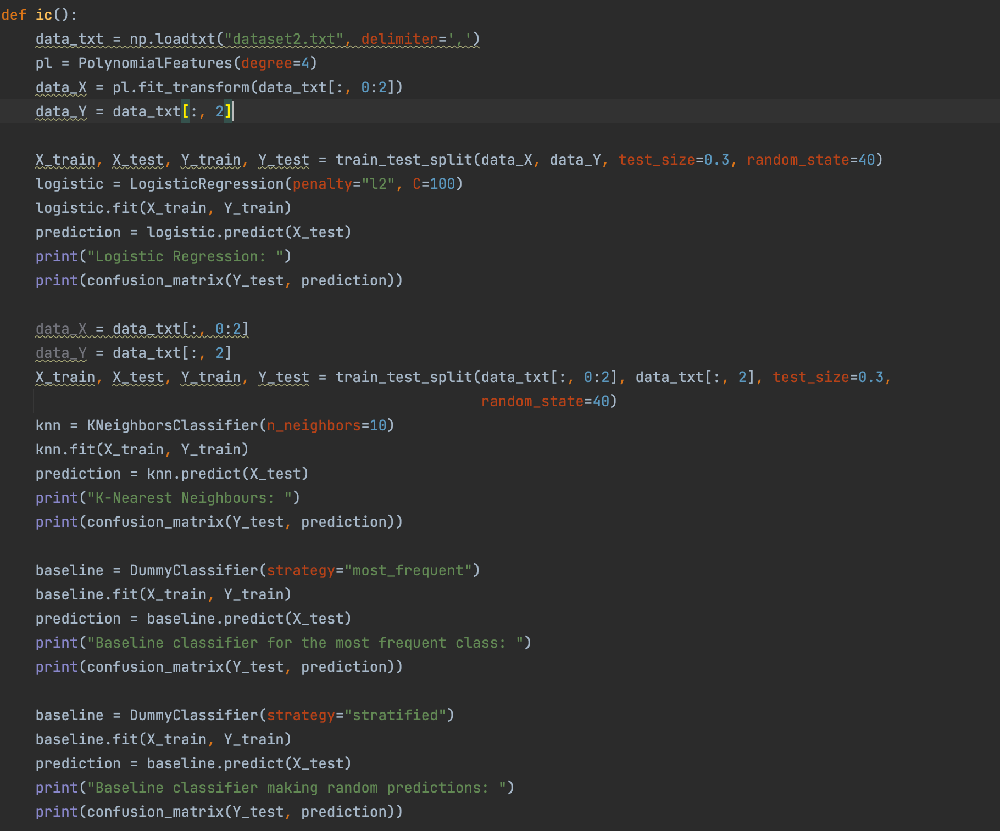 def ic():
    data_txt = np.loadtxt("dataset2.txt", delimiter=',')
    pl = PolynomialFeatures(degree=4)
    data_X = pl.fit_transform(data_txt[:, 0:2])
    data_Y = data_txt[:, 2]

    X_train, X_test, Y_train, Y_test = train_test_split(data_X, data_Y, test_size=0.3, random_state=40)
    logistic = LogisticRegression(penalty="l2", C=100)
    logistic.fit(X_train, Y_train)
    prediction = logistic.predict(X_test)
    print("Logistic Regression: ")
    print(confusion_matrix(Y_test, prediction))

    data_X = data_txt[:, 0:2]
    data_Y = data_txt[:, 2]
    X_train, X_test, Y_train, Y_test = train_test_split(data_txt[:, 0:2], data_txt[:, 2], test_size=0.3,
                                                        random_state=40)
    knn = KNeighborsClassifier(n_neighbors=10)
    knn.fit(X_train, Y_train)
    prediction = knn.predict(X_test)
    print("K-Nearest Neighbours: ")
    print(confusion_matrix(Y_test, prediction))

    baseline = DummyClassifier(strategy="most_frequent")
    baseline.fit(X_train, Y_train)
    prediction = baseline.predict(X_test)
    print("Baseline classifier for the most frequent class: ")
    print(confusion_matrix(Y_test, prediction))

    baseline = DummyClassifier(strategy="stratified")
    baseline.fit(X_train, Y_train)
    prediction = baseline.predict(X_test)
    print("Baseline classifier making random predictions: ")
    print(confusion_matrix(Y_test, prediction))